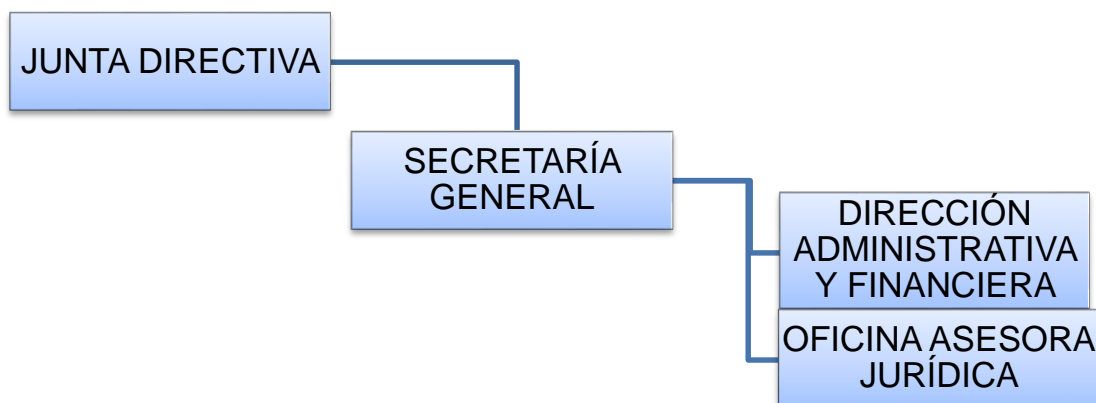 JUNTA DIRECTIVA
SECRETARÍA
GENERAL
DIRECCIÓN
ADMINISTRATIVA
Y FINANCIERA
OFICINA ASESORA
JURÍDICA